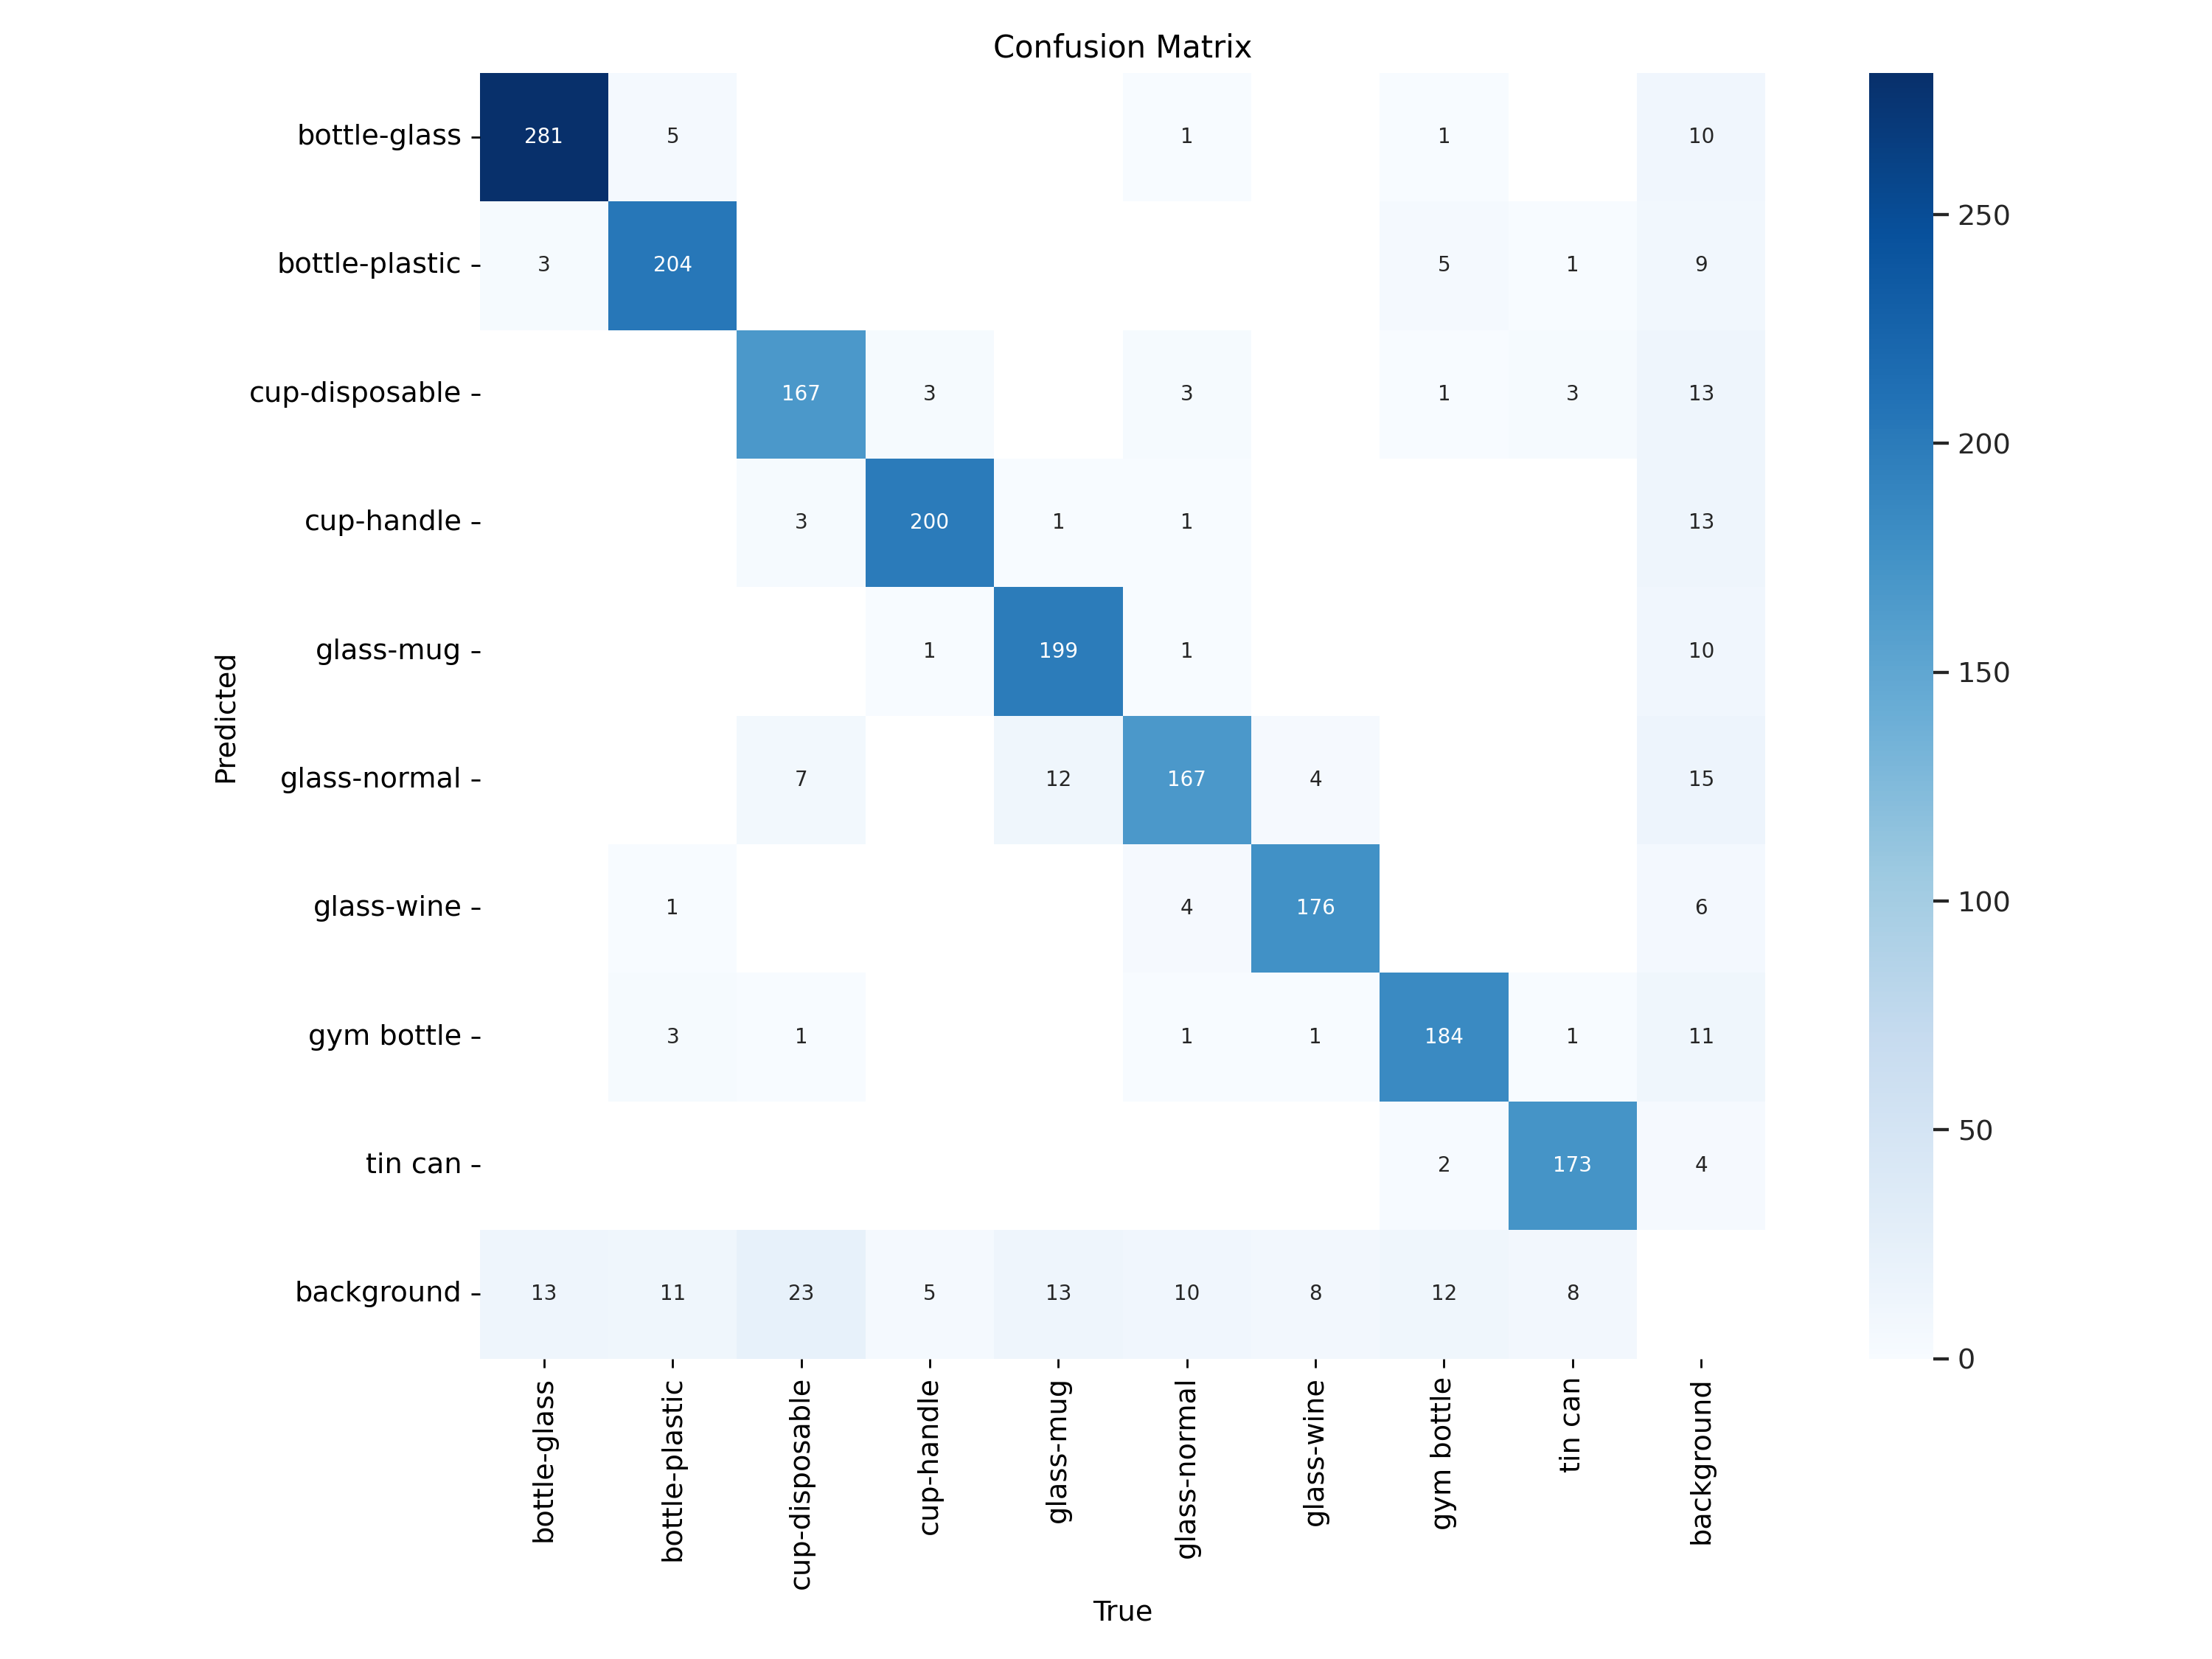 Confusion Matrix
bottle-glass 281 5 1 1 10
bottle-plastic 3 204 5 1 9
cup-disposable 167 3 3 1 3 13
cup-handle 3 200 1 1 13
glass-mug 1 199 1 10
glass-normal 7 12 167 4 15
glass-wine 1 4 176 6
gym bottle 3 1 1 1 184 1 11
tin can 2 173 4
background 13 11 23 5 13 10 8 12 8
Predicted
bottle-glass
bottle-plastic
cup-disposable
cup-handle
glass-mug
glass-normal
glass-wine
gym bottle
tin can
background
True
250
200
150
100
50
0